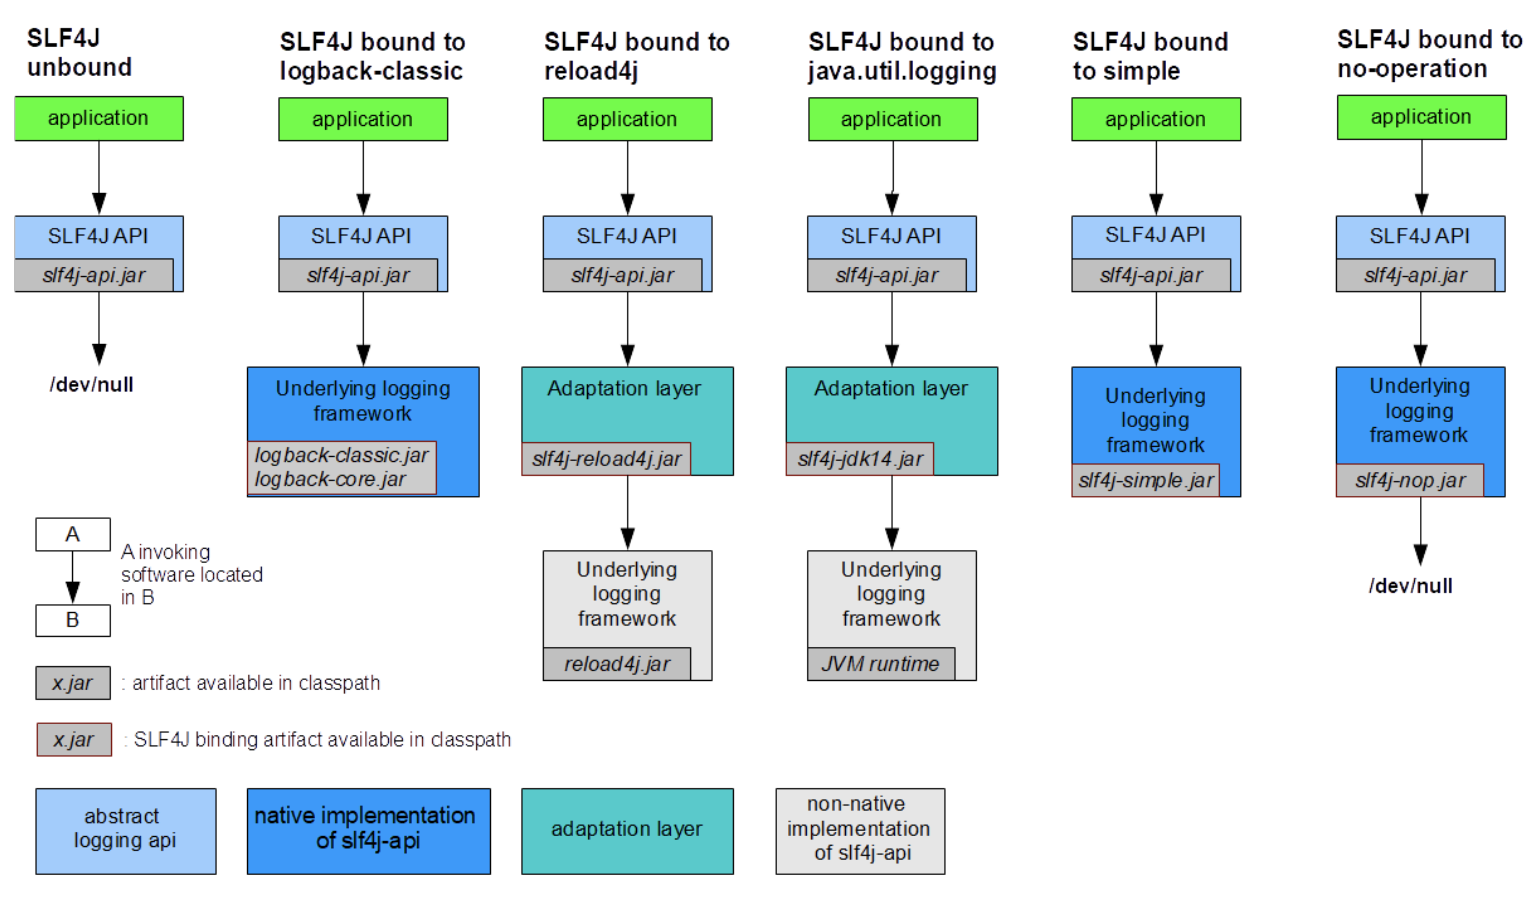 SLF4J
unbound
application
SLF4J API
slf4j-api.jar
/dev/null
SLF4J bound to
logback-classic
application
SLF4J API
slf4j-api.jar
Underlying logging
framework
logback-classic.jar
logback-core.jar
SLF4J bound to
reload4j
application
SLF4J API
slf4j-api.jar
Adaptation layer
slf4j-reload4j.jar
Underlying
logging
framework
reload4j.jar
SLF4J bound to
java.util.logging
application
SLF4J API
slf4j-api.jar
Adaptation layer
slf4j-jdk14.jar
Underlying
logging
framework
JVM runtime
SLF4J bound
to simple
application
SLF4J API
slf4j-api.jar
Underlying
logging
framework
slf4j-simple.jar
SLF4J bound to
no-operation
application
SLF4J API
slf4j-api.jar
Underlying
logging
framework
slf4j-nop.jar
/dev/null
A
B
A invoking
software located
in B
x.jar
: artifact available in classpath
x.jar
: SLF4J binding artifact available in classpath
abstract
logging api
native implementation
of slf4j-api
adaptation layer
non-native
implementation
of slf4j-api